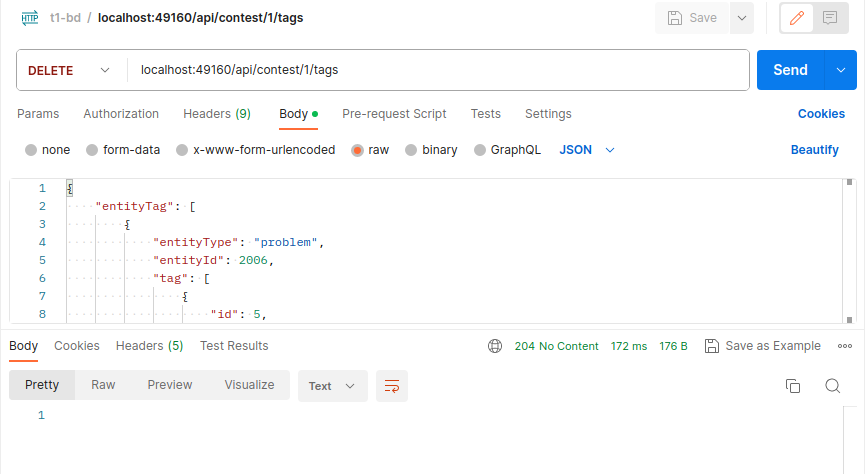 HTTP t1-bd / localhost:49160/api/contest/1/tags Save
DELETE localhost:49160/api/contest/1/tags Send
Params Authorization Headers (9) Body Pre-request Script Tests Settings Cookies
none form-data x-www-form-urlencoded raw binary GraphQL JSON Beautify
1 {
2 "entityTag": [
3 {
4 "entityType": "problem",
5 "entityId": 2006,
6 "tag": [
7 {
8 "id": 5,
Body Cookies Headers (5) Test Results 204 No Content 172 ms 176 B Save as Example
Pretty Raw Preview Visualize Text
1